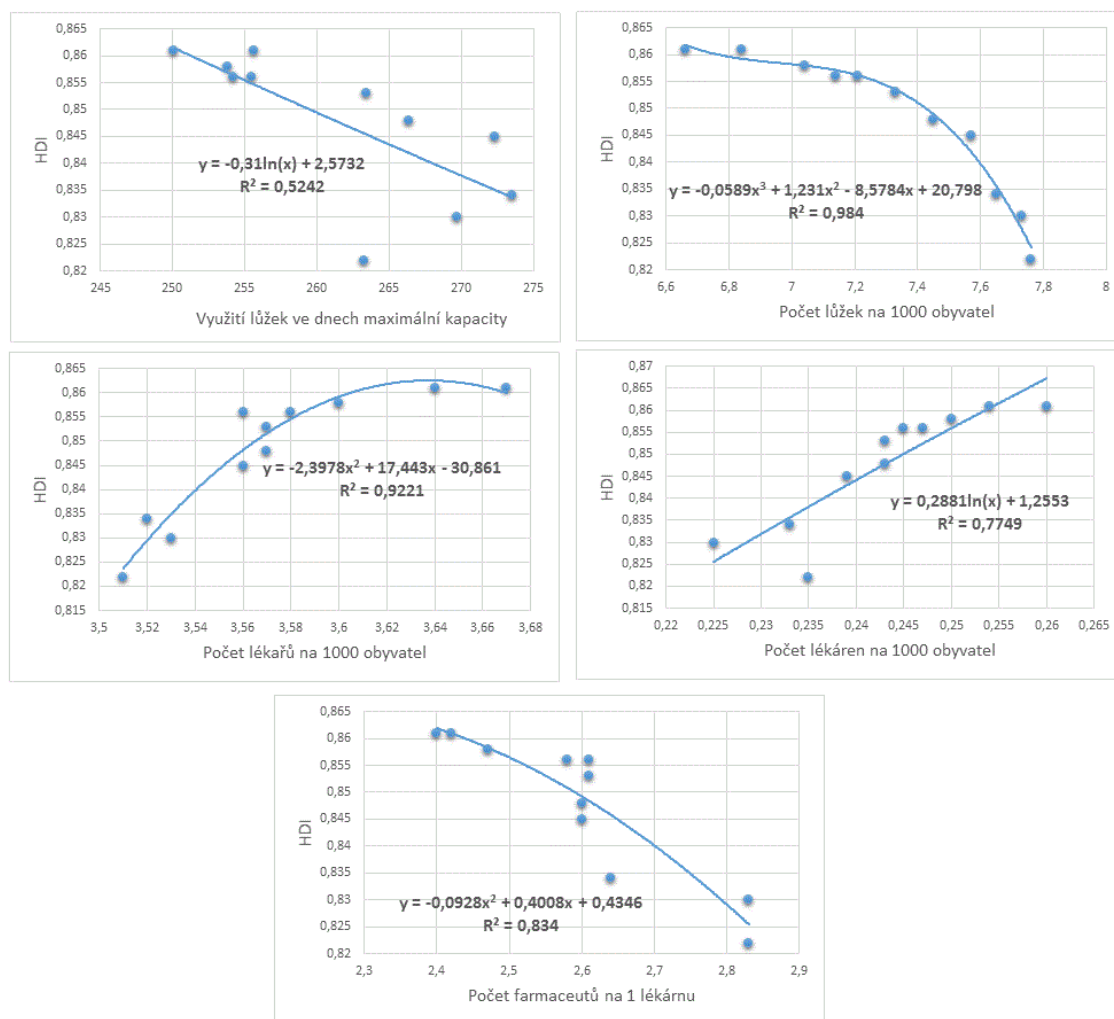 0,865
0,86
0,855
0,85
0,845
0,84
0,835
0,83
0,825
0,82
HDI
y = -0,31ln(x) + 2,5732
R² = 0,5242
245 250 255 260 265 270 275
Využití lůžek ve dnech maximální kapacity
0,865
0,86
0,855
0,85
0,845
0,84
0,835
0,83
0,825
0,82
HDI
y = -0,0589x³ + 1,231x² - 8,5784x + 20,798
R² = 0,984
6,6 6,8 7 7,2 7,4 7,6 7,8 8
Počet lůžek na 1000 obyvatel
0,865
0,86
0,855
0,85
0,845
0,84
0,835
0,83
0,825
0,82
0,815
HDI
y = -2,3978x² + 17,443x - 30,861
R² = 0,9221
3,5 3,52 3,54 3,56 3,58 3,6 3,62 3,64 3,66 3,68
Počet lékařů na 1000 obyvatel
0,87
0,865
0,86
0,855
0,85
0,845
0,84
0,835
0,83
0,825
0,82
0,815
HDI
y = 0,2881ln(x) + 1,2553
R² = 0,7749
0,22 0,225 0,23 0,235 0,24 0,245 0,25 0,255 0,26 0,265
Počet lékáren na 1000 obyvatel
0,865
0,86
0,855
0,85
0,845
0,84
0,835
0,83
0,825
0,82
HDI
y = -0,0928x² + 0,4008x + 0,4346
R² = 0,834
2,3 2,4 2,5 2,6 2,7 2,8 2,9
Počet farmaceutů na 1 lékárnu